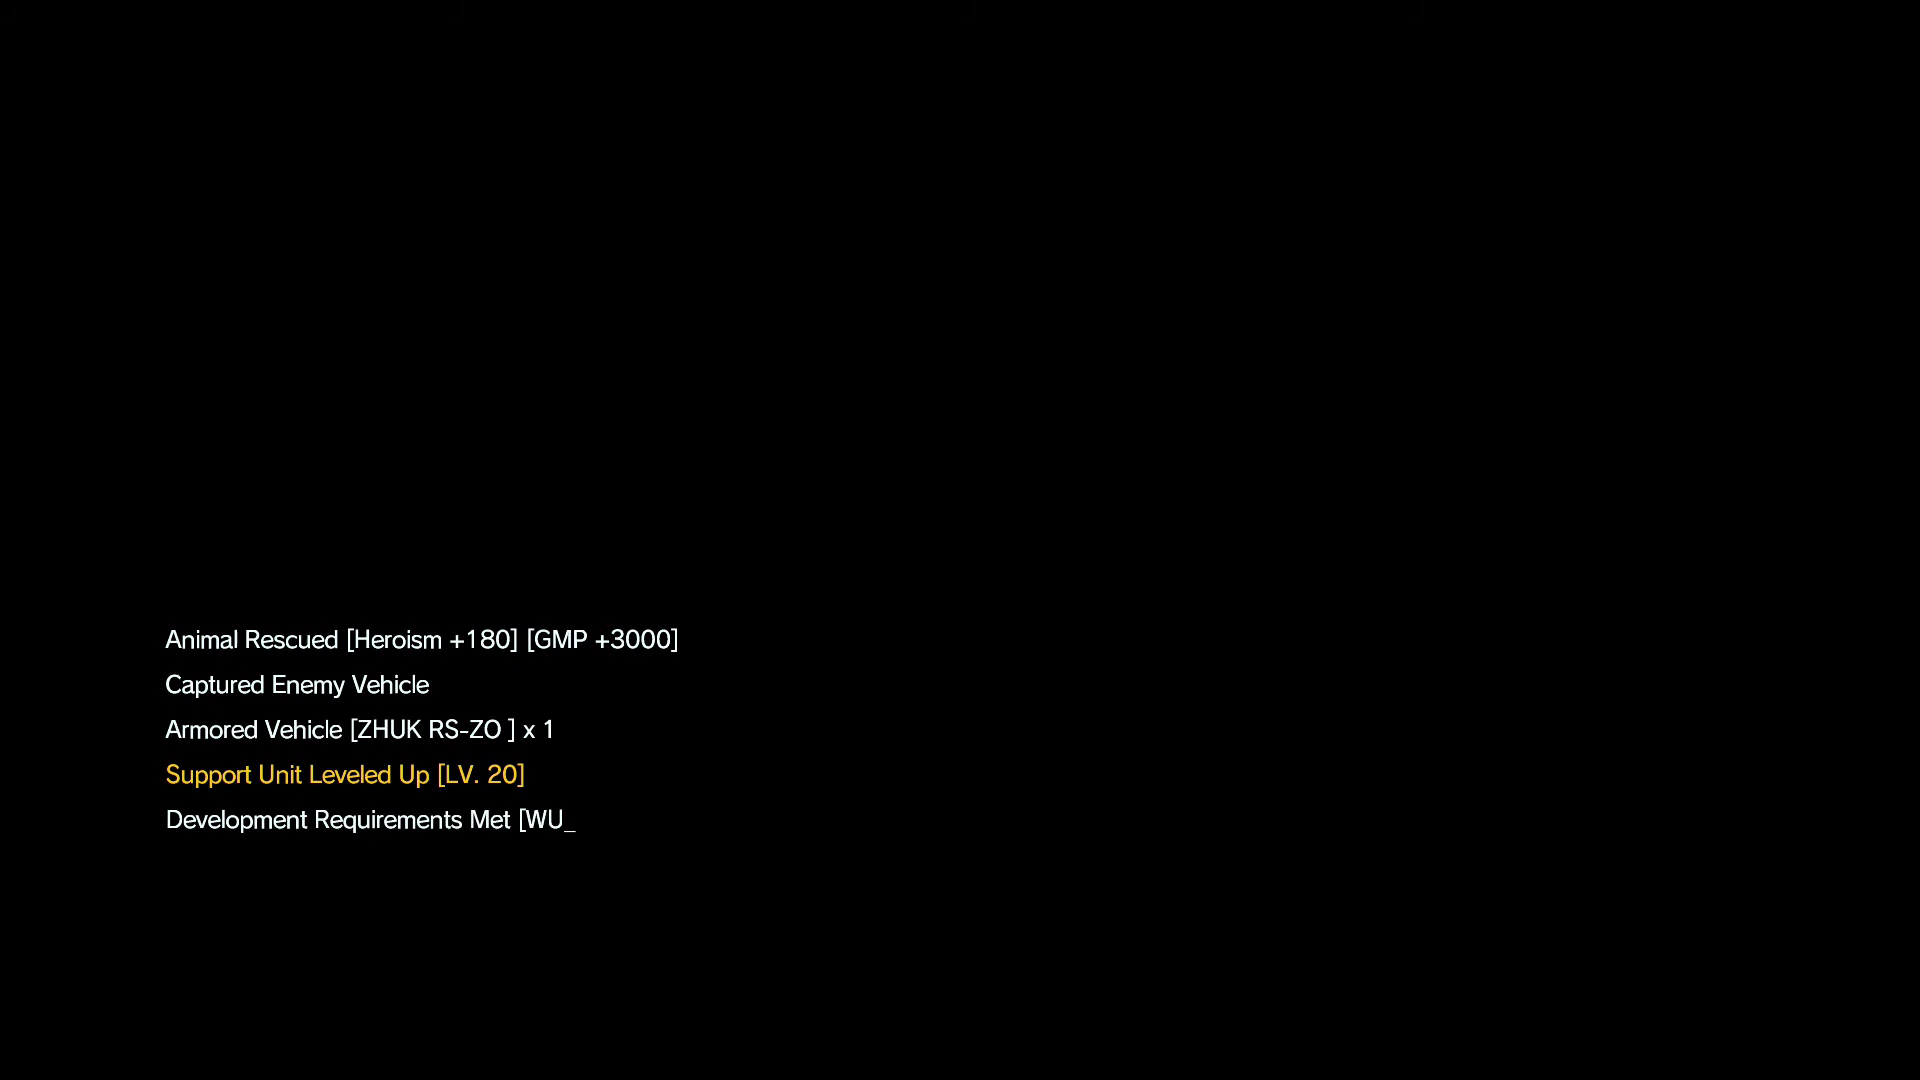 Animal Rescued [Heroism +180] [GMP +3000]
Captured Enemy Vehicle
Armored Vehicle [ZHUK RS-ZO ] x 1
Support Unit Leveled Up [LV. 20]
Development Requirements Met [WU_